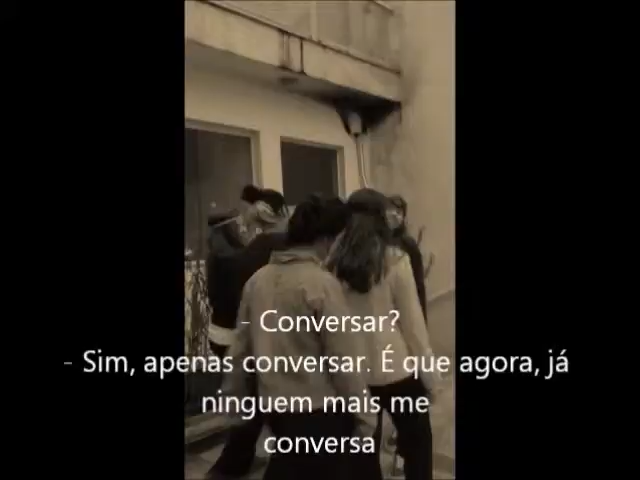 - Conversar?
- Sim, apenas conversar. É que agora, já
ninguem mais me
conversa